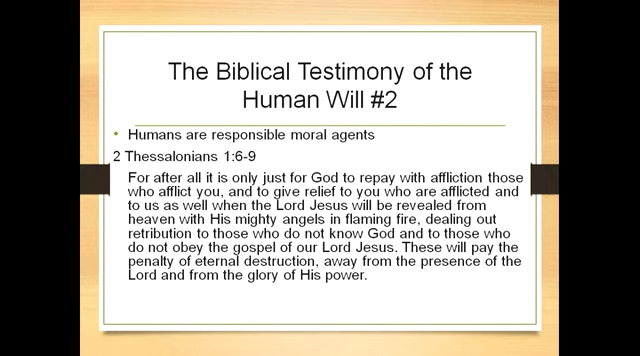 The Biblical Testimony of the
Human Will #2
• Humans are responsible moral agents
2 Thessalonians 1:6-9
For after all it is only just for God to repay with affliction those
who afflict you, and to give relief to you who are afflicted and
to us as well when the Lord Jesus will be revealed from
heaven with His mighty angels in flaming fire, dealing out
retribution to those who do not know God and to those who
do not obey the gospel of our Lord Jesus. These will pay the
penalty of eternal destruction, away from the presence of the
Lord and from the glory of His power.